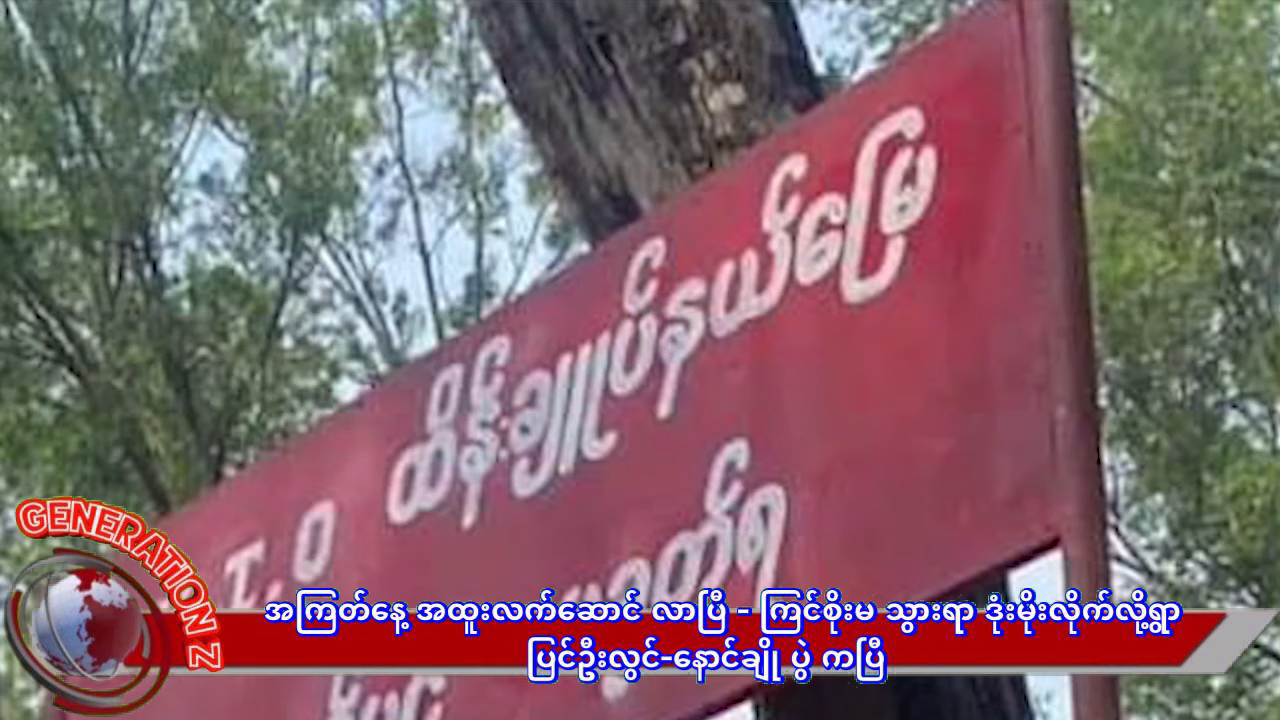 ထိန်းချုပ်နယ်မြေ
GENERATION Z
အကြတ်နေ့ အထူးလက်ဆောင် လာပြီ - ကြင်စိုးမ သွားရာ ဒုံးမိုးလိုက်လို့ရွာ
ပြင်ဦးလွင်-နောင်ချို ပွဲ ကပြီ